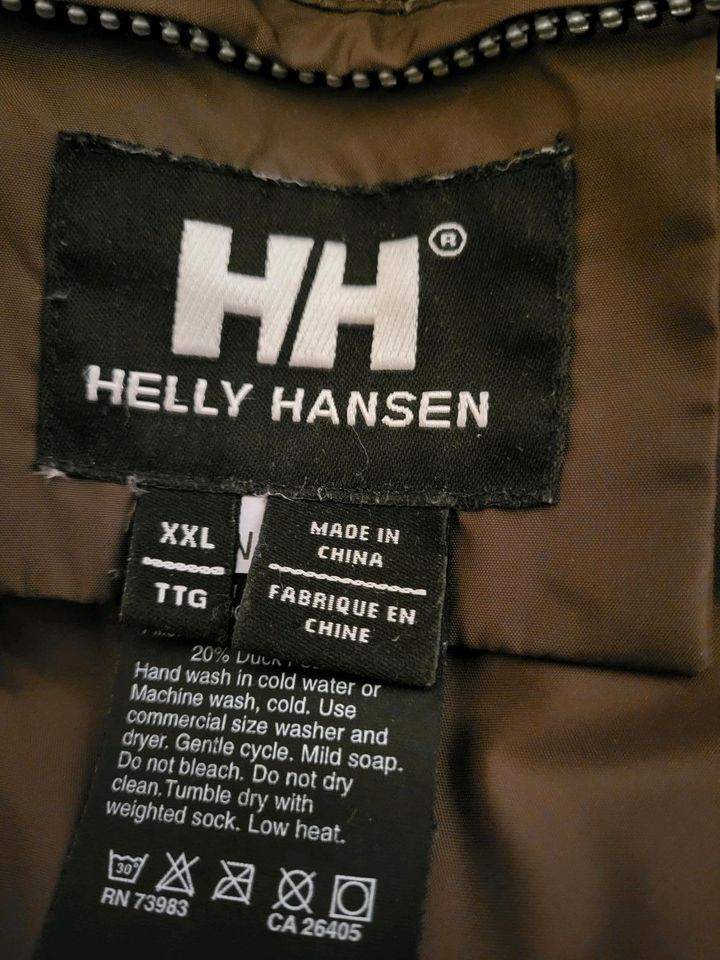 HH®
HELLY HANSEN
XXL
TTG
MADE IN
CHINA
FABRIQUE EN
CHINE
20% Duck
Hand wash in cold water or
Machine wash, cold. Use
commercial size washer and
dryer. Gentle cycle. Mild soap.
Do not bleach. Do not dry
clean.Tumble dry with
weighted sock. Low heat.
30°
RN 73983
CA 26405